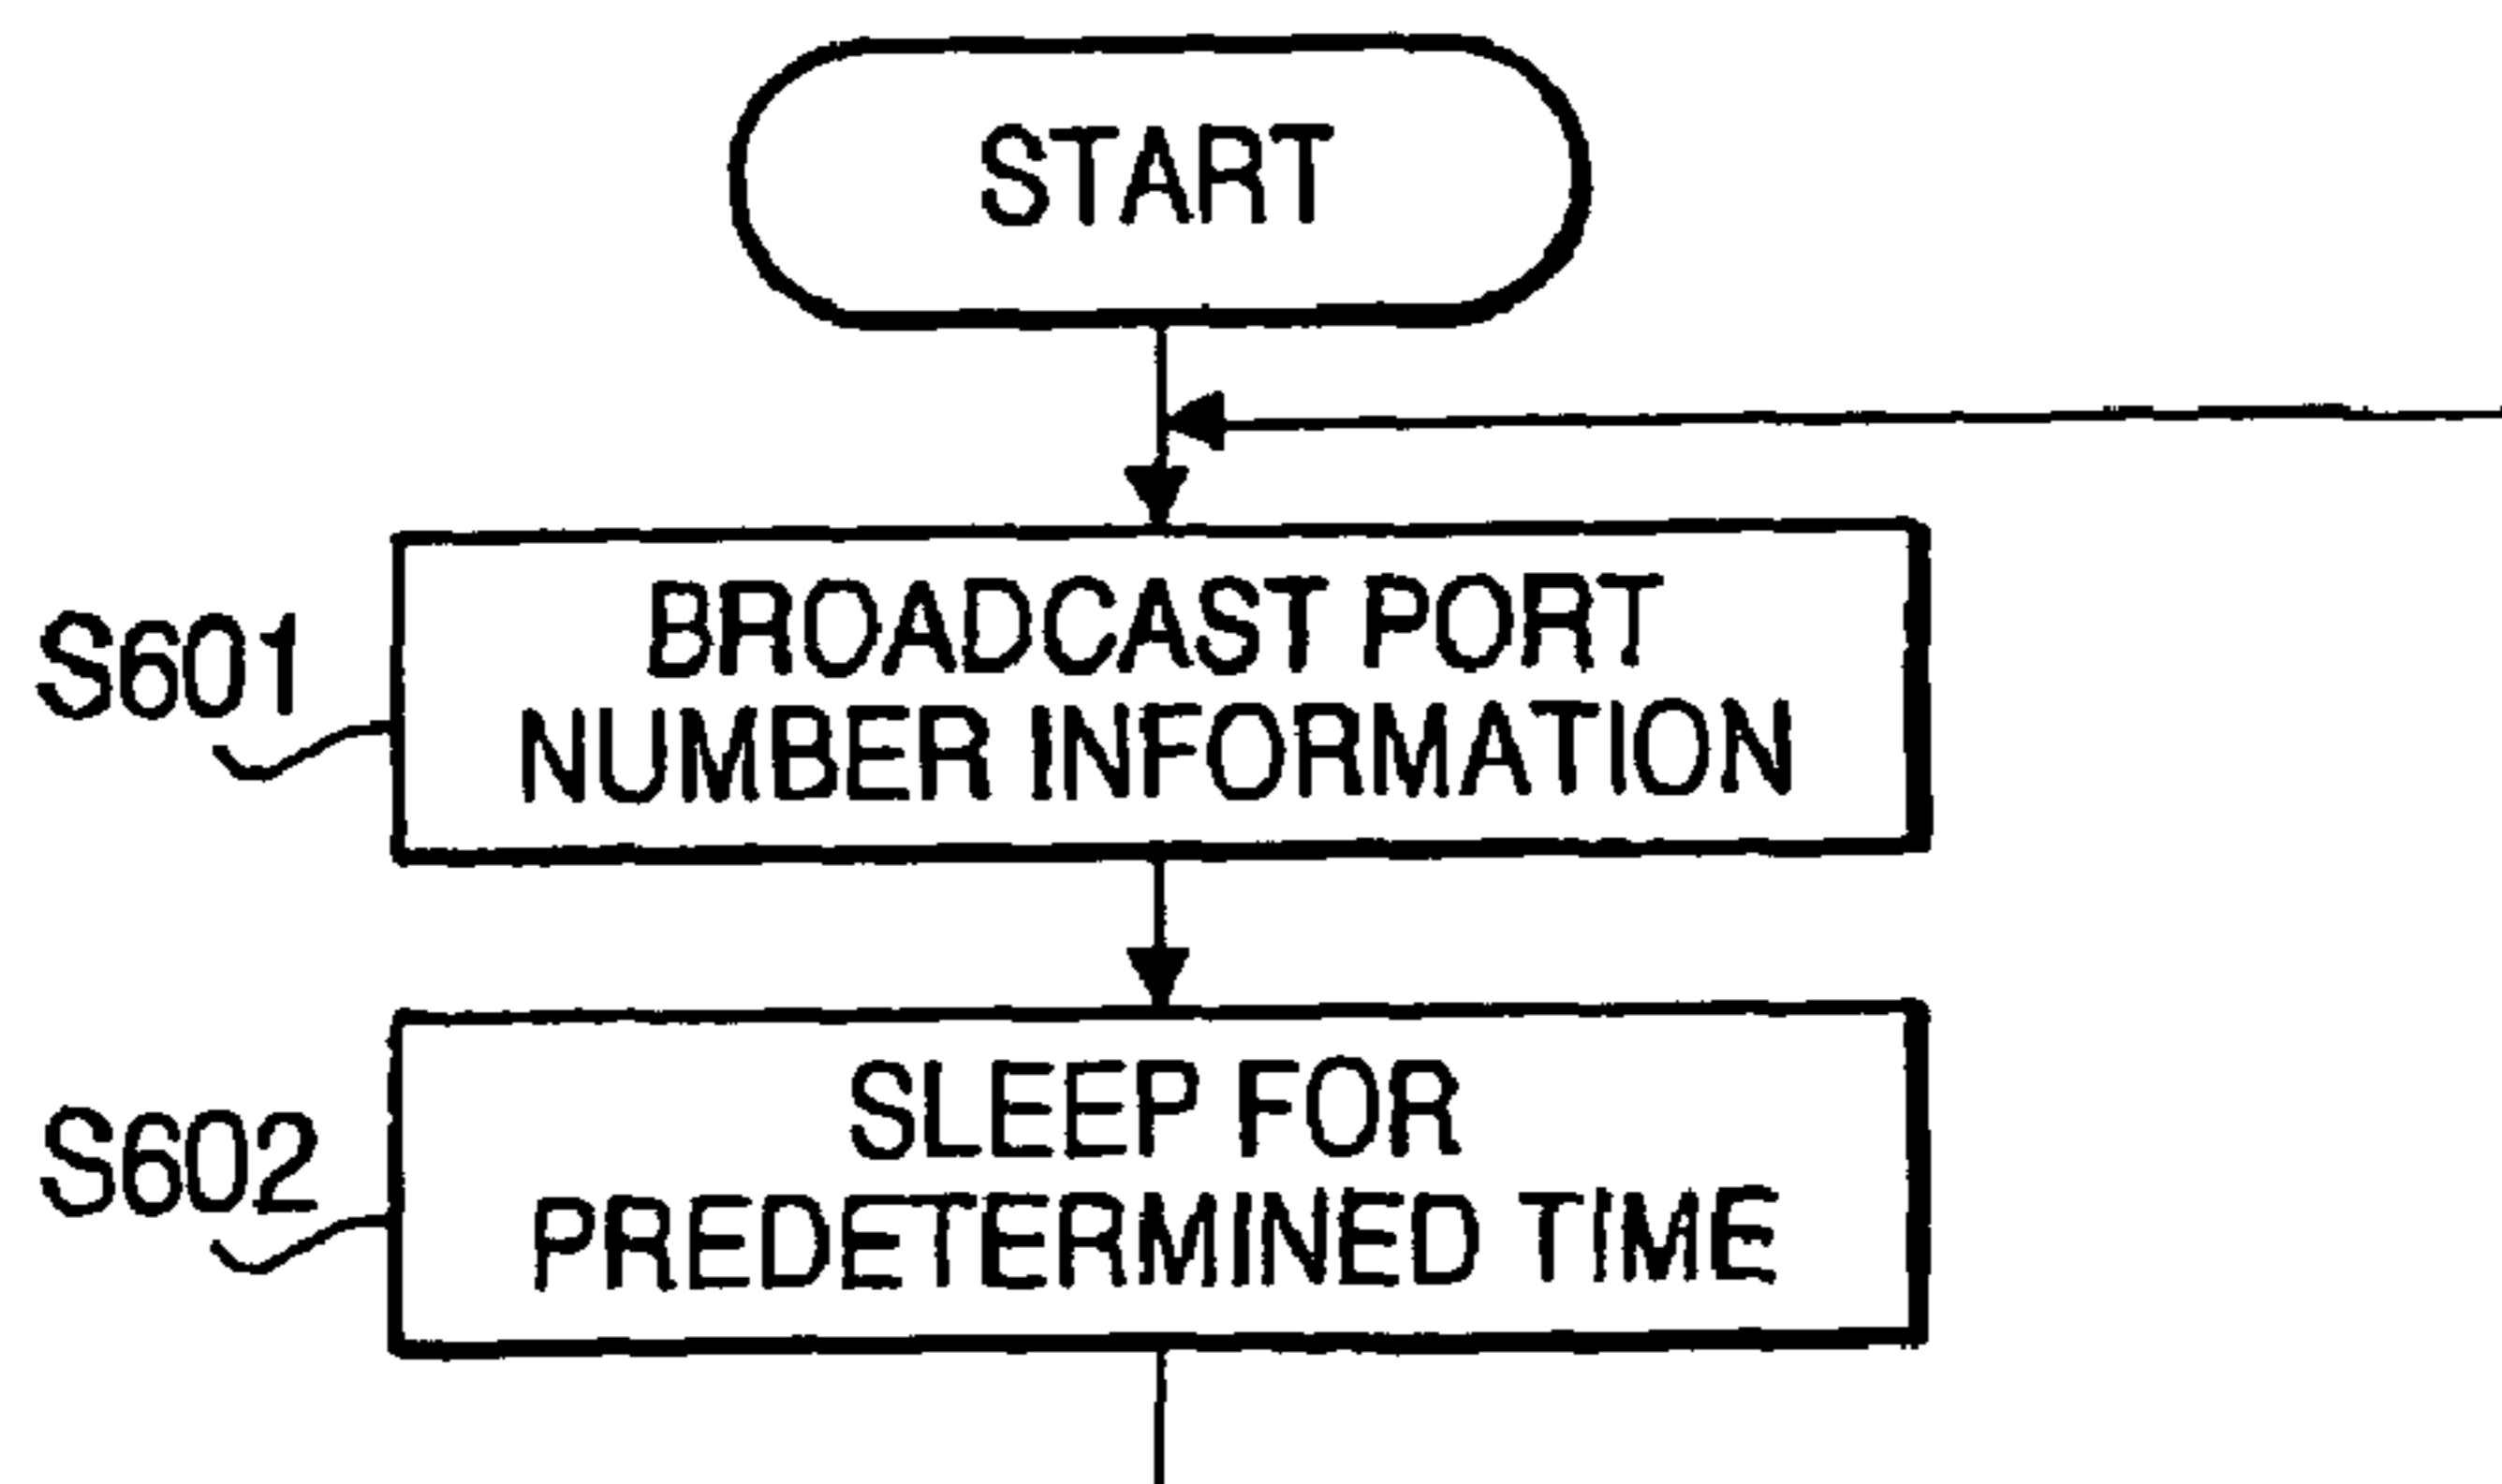 START
S601
BROADCAST PORT
NUMBER INFORMATION
S602
SLEEP FOR
PREDETERMINED TIME